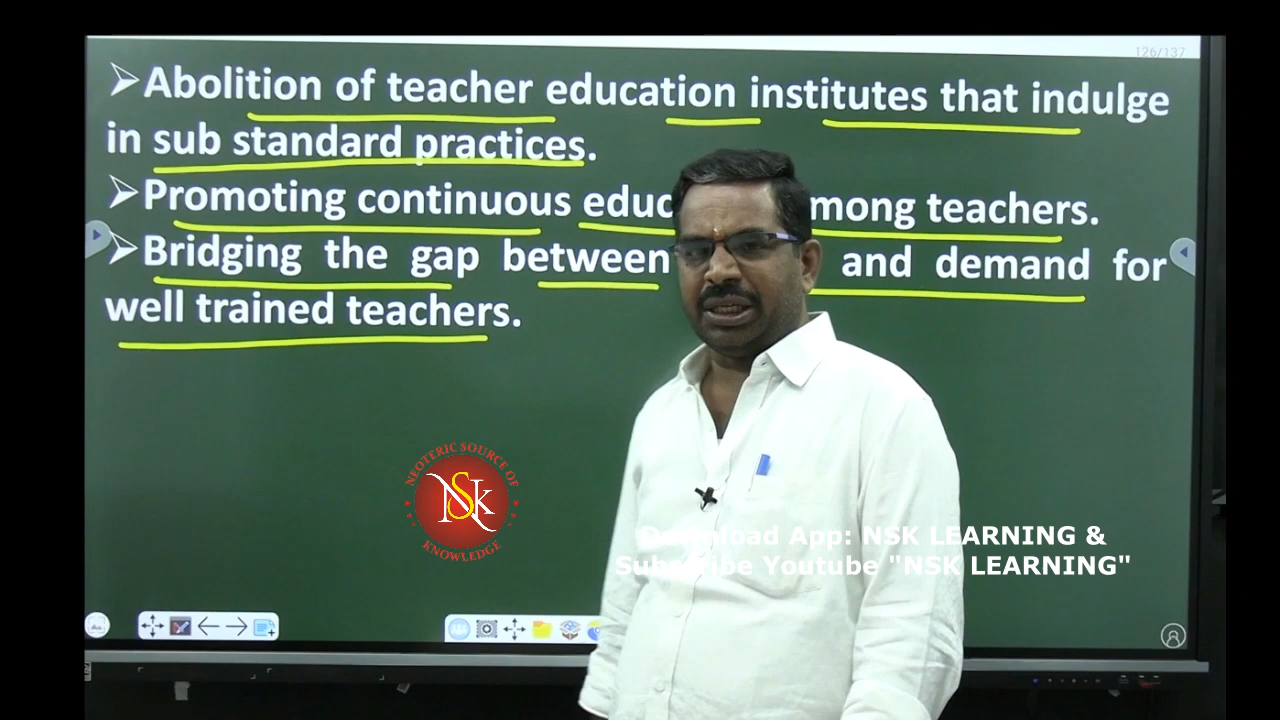 126/137
➢Abolition of teacher education institutes that indulge
in sub standard practices.
➢Promoting continuous educ mong teachers.
➢Bridging the gap between and demand for
well trained teachers.
NEOTERIC SOURCE OF
NSK
KNOWLEDGE
Download App: NSK LEARNING &
Subscribe Youtube "NSK LEARNING"